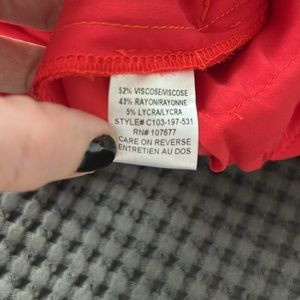 52% VISCOSE/VISCOSE
43% RAYON/RAYONNE
5% LYCRA/LYCRA
STYLE# C103-197-531
RN# 107677
CARE ON REVERSE
ENTRETIEN AU DOS